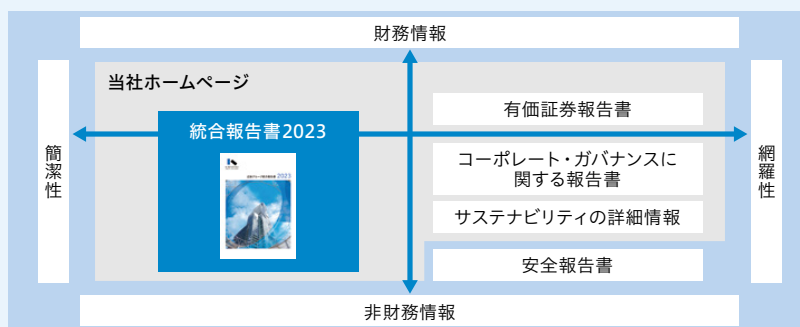 財務情報
当社ホームページ
簡潔性
統合報告書2023
2023
有価証券報告書
コーポレート・ガバナンスに
関する報告書
サステナビリティの詳細情報
安全報告書
網羅性
非財務情報